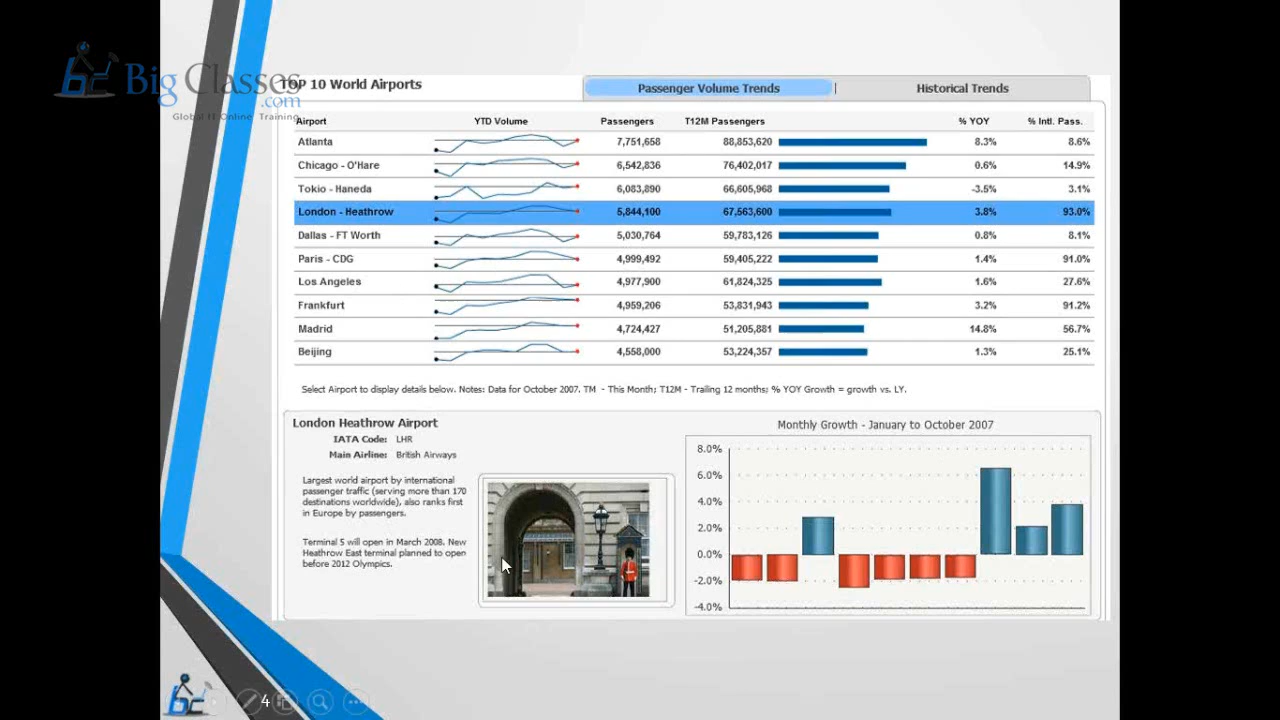 Big Classes
.com
Global IT Online Training
TOP 10 World Airports
Passenger Volume Trends | Historical Trends
Airport YTD Volume Passengers T12M Passengers % YOY % Intl. Pass.
Atlanta 7,751,658 88,853,620 8.3% 8.6%
Chicago - O'Hare 6,542,836 76,402,017 0.6% 14.9%
Tokio - Haneda 6,083,890 66,605,968 -3.5% 3.1%
London - Heathrow 5,844,100 67,563,600 3.8% 93.0%
Dallas - FT Worth 5,030,764 59,783,126 0.8% 8.1%
Paris - CDG 4,999,492 59,405,222 1.4% 91.0%
Los Angeles 4,977,900 61,824,325 1.6% 27.6%
Frankfurt 4,959,206 53,831,943 3.2% 91.2%
Madrid 4,724,427 51,205,881 14.8% 56.7%
Beijing 4,558,000 53,224,357 1.3% 25.1%
Select Airport to display details below. Notes: Data for October 2007. TM - This Month; T12M - Trailing 12 months; % YOY Growth = growth vs. LY.
London Heathrow Airport
IATA Code: LHR
Main Airline: British Airways
Largest world airport by international
passenger traffic (serving more than 170
destinations worldwide), also ranks first
in Europe by passengers.
Terminal 5 will open in March 2008. New
Heathrow East terminal planned to open
before 2012 Olympics.
Monthly Growth - January to October 2007
8.0%
6.0%
4.0%
2.0%
0.0%
-2.0%
-4.0%
4